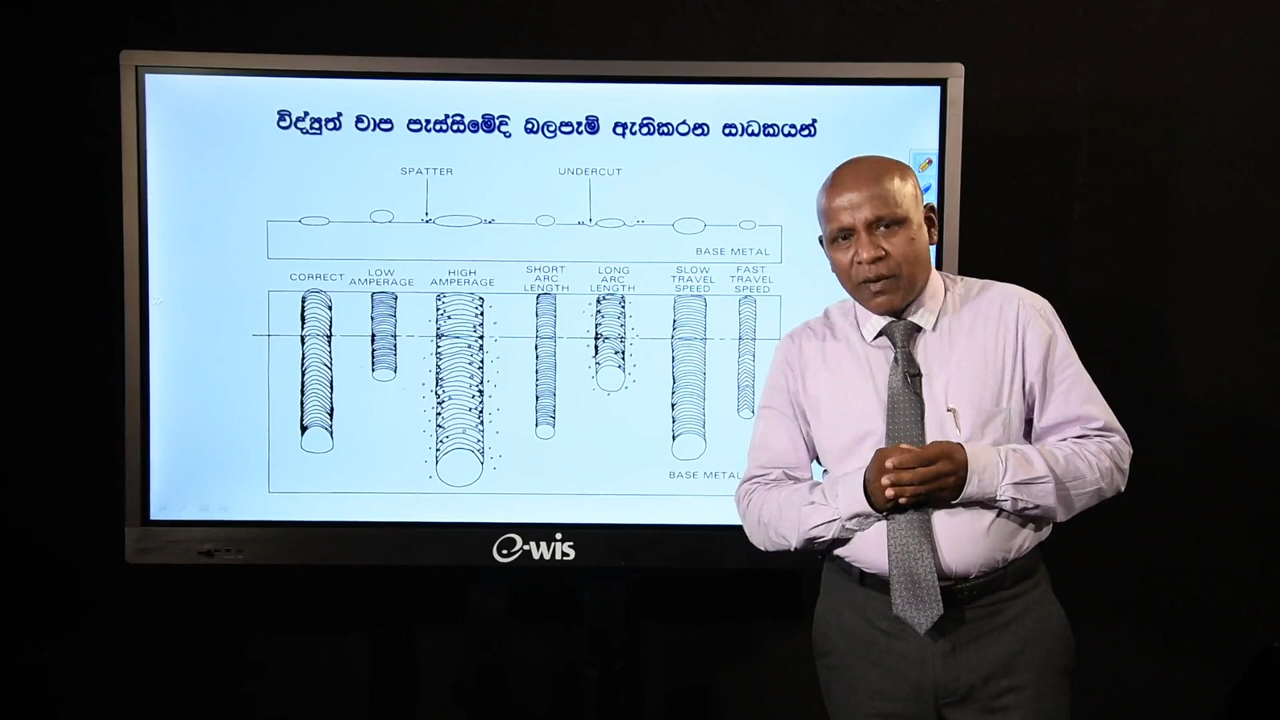 විද්‍යුත් චාප පෑස්සීමේදි බලපෑම් ඇතිකරන සාධකයන්
SPATTER UNDERCUT
BASE METAL
CORRECT LOW AMPERAGE HIGH AMPERAGE SHORT ARC LENGTH LONG ARC LENGTH SLOW TRAVEL SPEED FAST TRAVEL SPEED
BASE METAL
e-wis